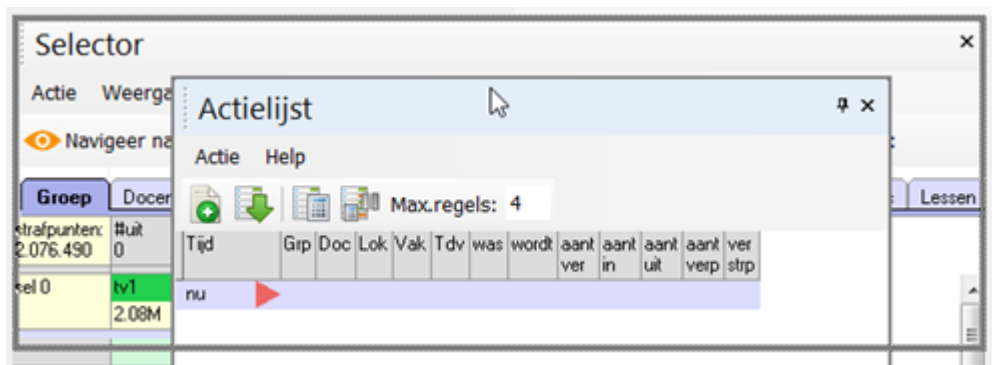 Selector
Actie Weerga
Navigeer na
Groep Docer Lessen
strafpunten: #uit
2.076.490 0
sel 0 tv1
2.08M
Actielijst
Actie Help
Max.regels: 4
Tijd Grp Doc Lok Vak Tdv was wordt aant aant aant aant ver
ver in uit verp strp
nu